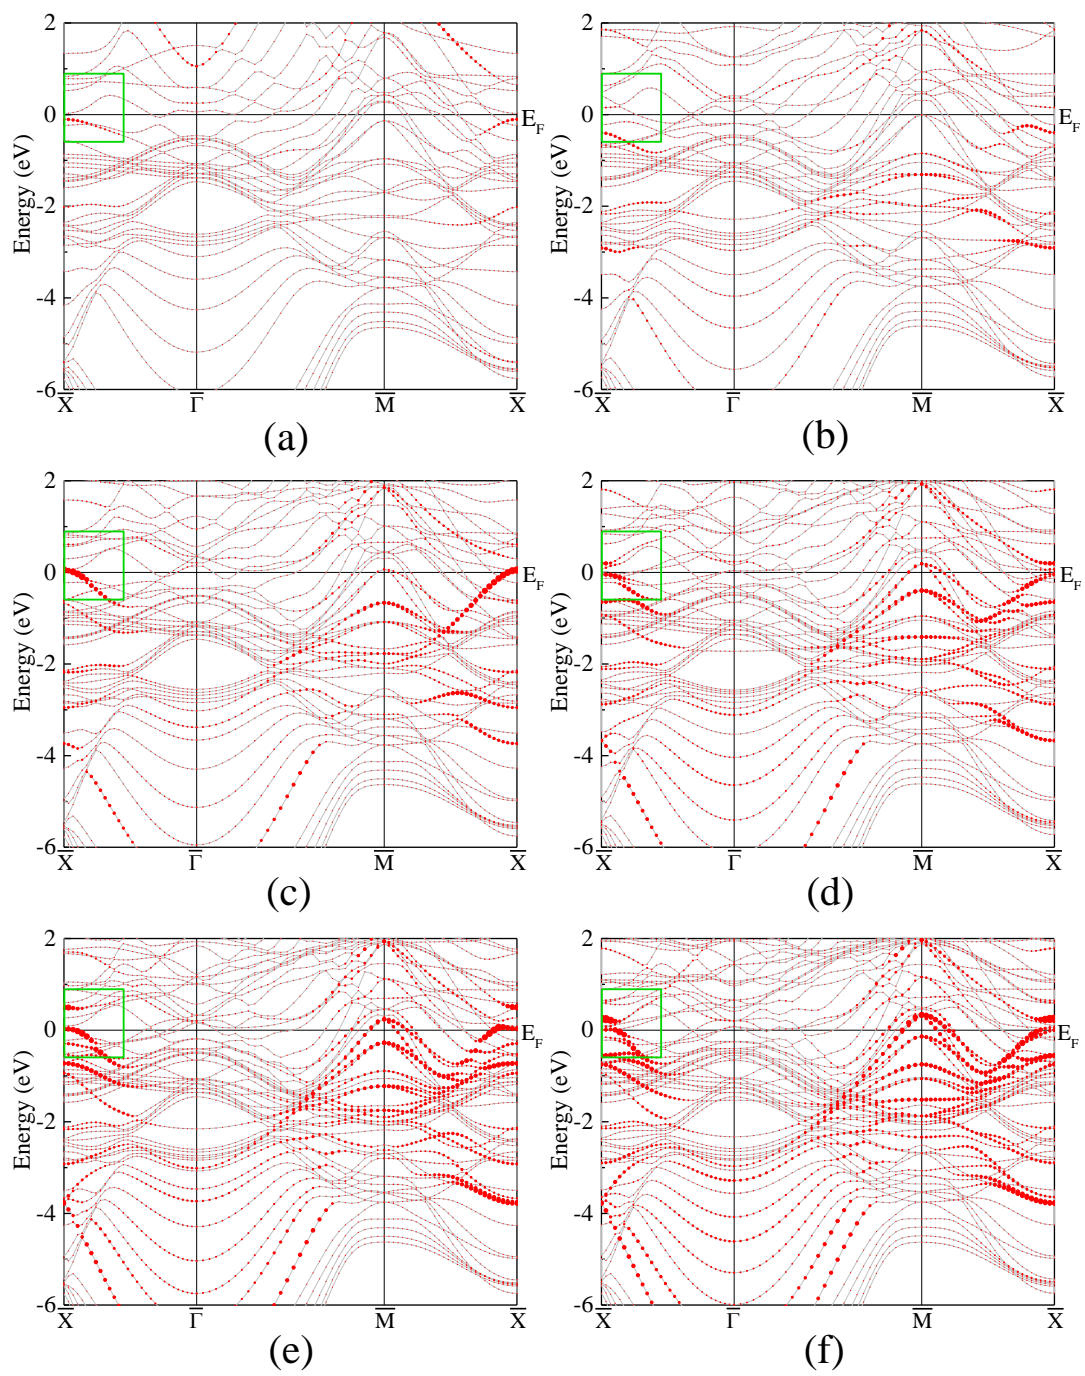 2 2
0 E_F 0 E_F
-2 -2
-4 -4
-6 -6
Energy (eV) Energy (eV)
X̅ Γ̅ M̅ X̅ X̅ Γ̅ M̅ X̅
(a) (b)
2 2
0 E_F 0 E_F
-2 -2
-4 -4
-6 -6
Energy (eV) Energy (eV)
X̅ Γ̅ M̅ X̅ X̅ Γ̅ M̅ X̅
(c) (d)
2 2
0 E_F 0 E_F
-2 -2
-4 -4
-6 -6
Energy (eV) Energy (eV)
X̅ Γ̅ M̅ X̅ X̅ Γ̅ M̅ X̅
(e) (f)